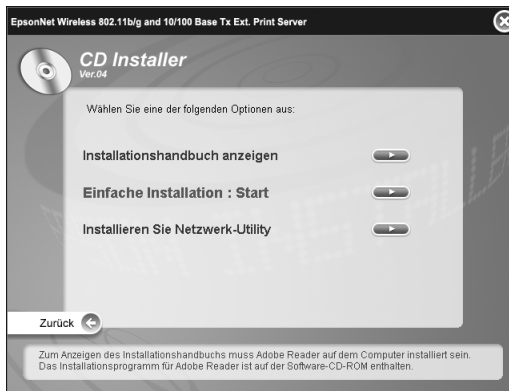 EpsonNet Wireless 802.11b/g and 10/100 Base Tx Ext. Print Server
CD Installer
Ver.04
Wählen Sie eine der folgenden Optionen aus:
Installationshandbuch anzeigen
Einfache Installation : Start
Installieren Sie Netzwerk-Utility
Zurück
Zum Anzeigen des Installationshandbuchs muss Adobe Reader auf dem Computer installiert sein.
Das Installationsprogramm für Adobe Reader ist auf der Software-CD-ROM enthalten.